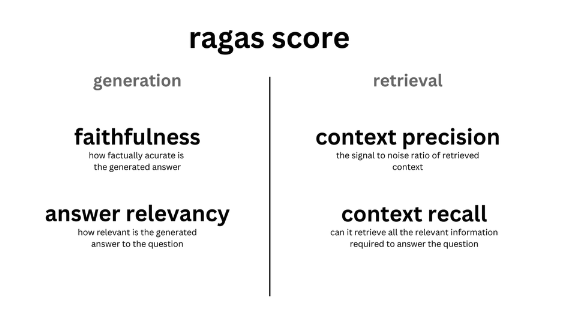 ragas score
generation
faithfulness
how factually acurate is
the generated answer
answer relevancy
how relevant is the generated
answer to the question
retrieval
context precision
the signal to noise ratio of retrieved
context
context recall
can it retrieve all the relevant information
required to answer the question